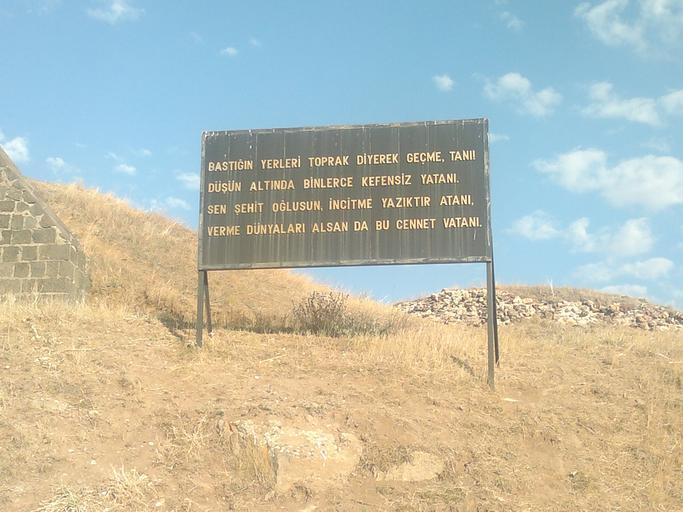 BASTIĞIN YERLERİ TOPRAK DİYEREK GEÇME, TANI!
DÜŞÜN ALTINDA BİNLERCE KEFENSİZ YATANI.
SEN ŞEHİT OĞLUSUN, İNCİTME YAZIKTIR ATANI,
VERME DÜNYALARI ALSAN DA BU CENNET VATANI.